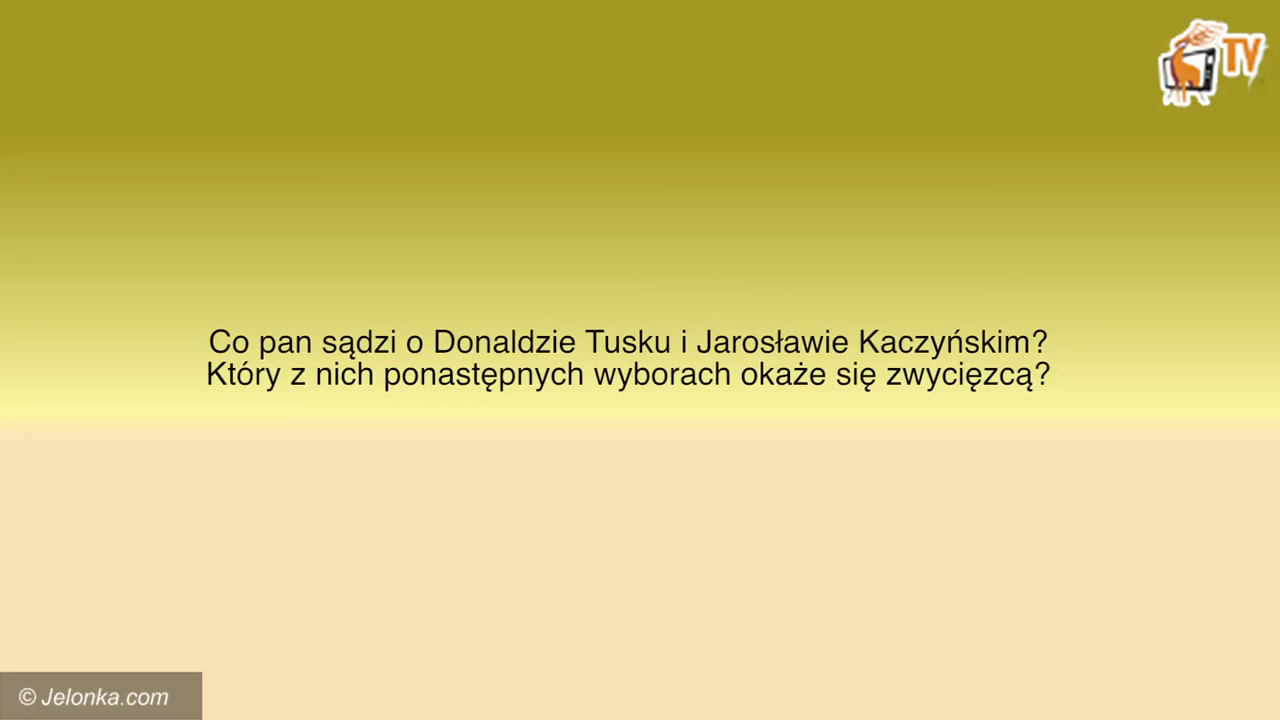 TV
Co pan sądzi o Donaldzie Tusku i Jarosławie Kaczyńskim?
Który z nich ponastępnych wyborach okaże się zwycięzcą?
© Jelonka.com